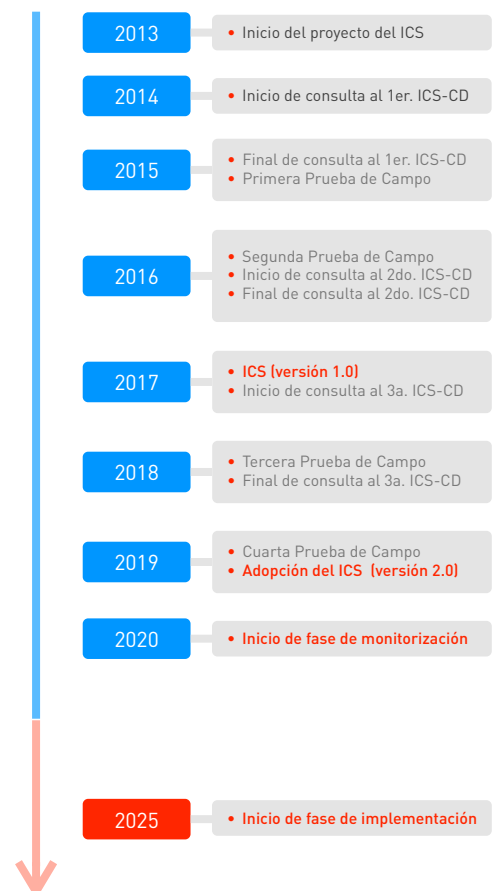 2013
• Inicio del proyecto del ICS
2014
• Inicio de consulta al 1er. ICS-CD
2015
• Final de consulta al 1er. ICS-CD
• Primera Prueba de Campo
2016
• Segunda Prueba de Campo
• Inicio de consulta al 2do. ICS-CD
• Final de consulta al 2do. ICS-CD
2017
• ICS (versión 1.0)
• Inicio de consulta al 3a. ICS-CD
2018
• Tercera Prueba de Campo
• Final de consulta al 3a. ICS-CD
2019
• Cuarta Prueba de Campo
• Adopción del ICS (versión 2.0)
2020
• Inicio de fase de monitorización
2025
• Inicio de fase de implementación